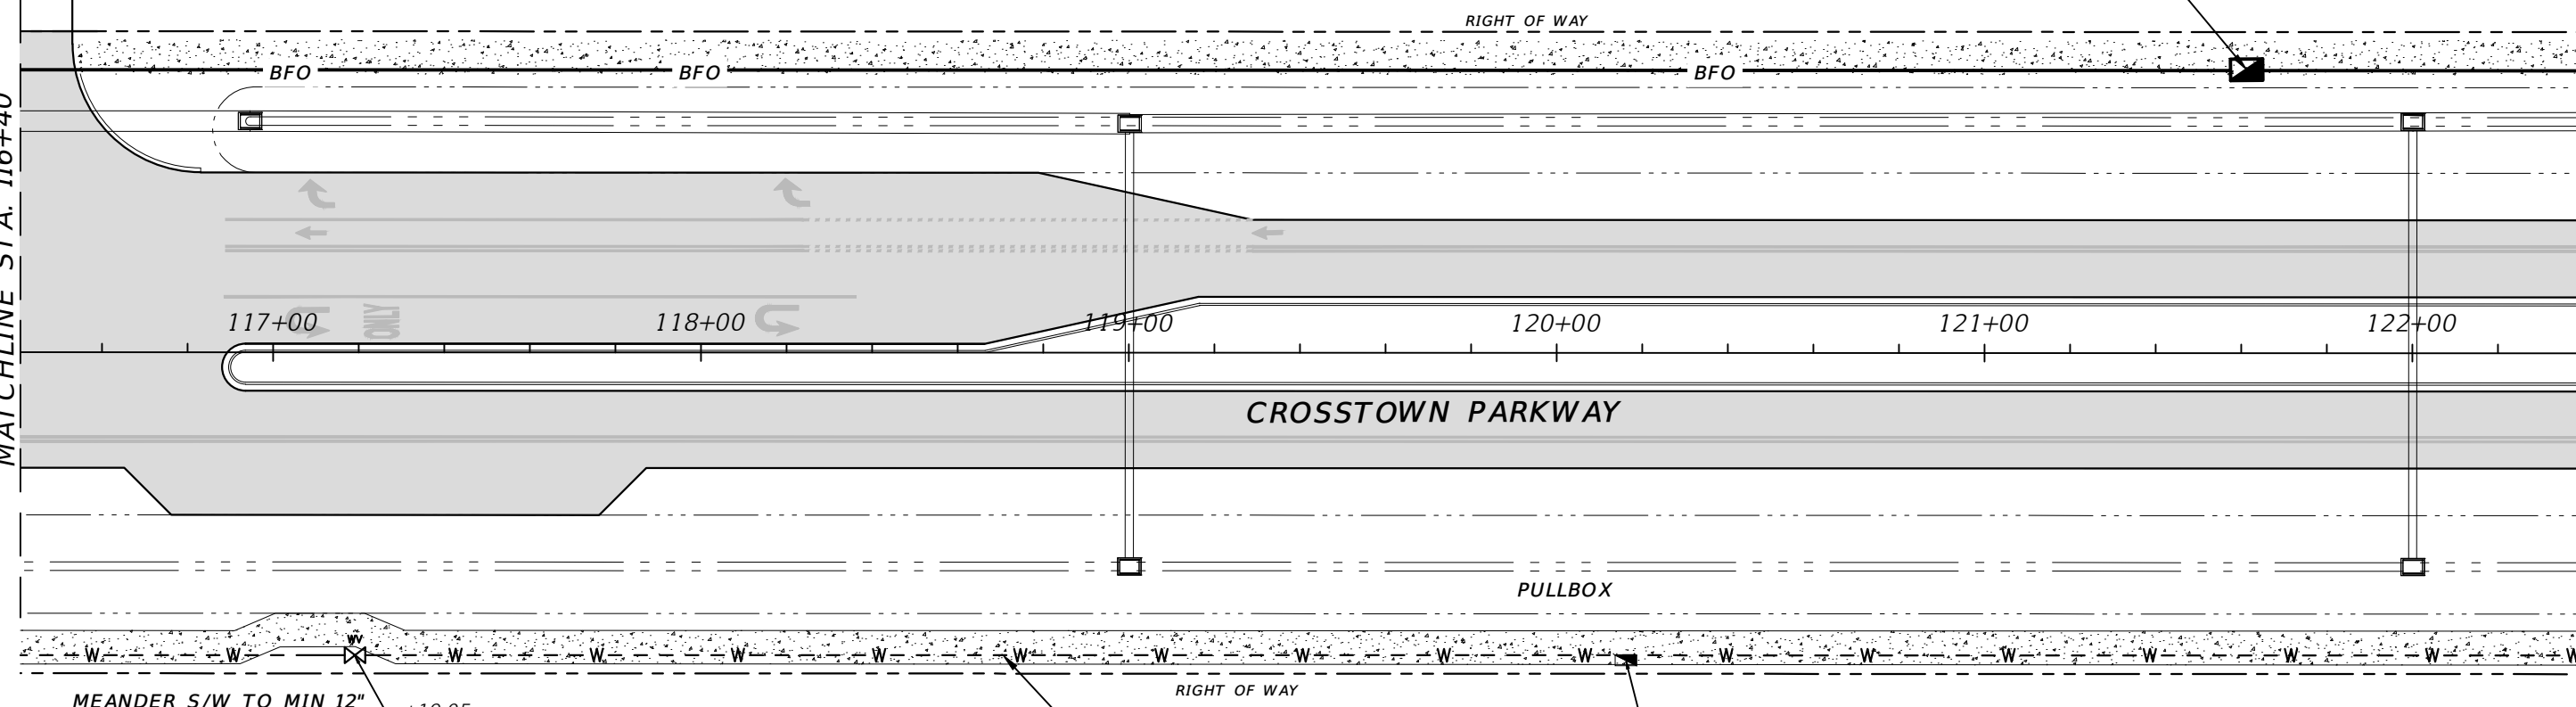 RIGHT OF WAY
BFO
BFO
BFO
MATCHLINE STA. 116+40
ONLY
117+00
118+00
119+00
120+00
121+00
122+00
CROSSTOWN PARKWAY
PULLBOX
W
W W W W W W W W W W W W W W W W W W
RIGHT OF WAY
MEANDER S/W TO MIN 12"